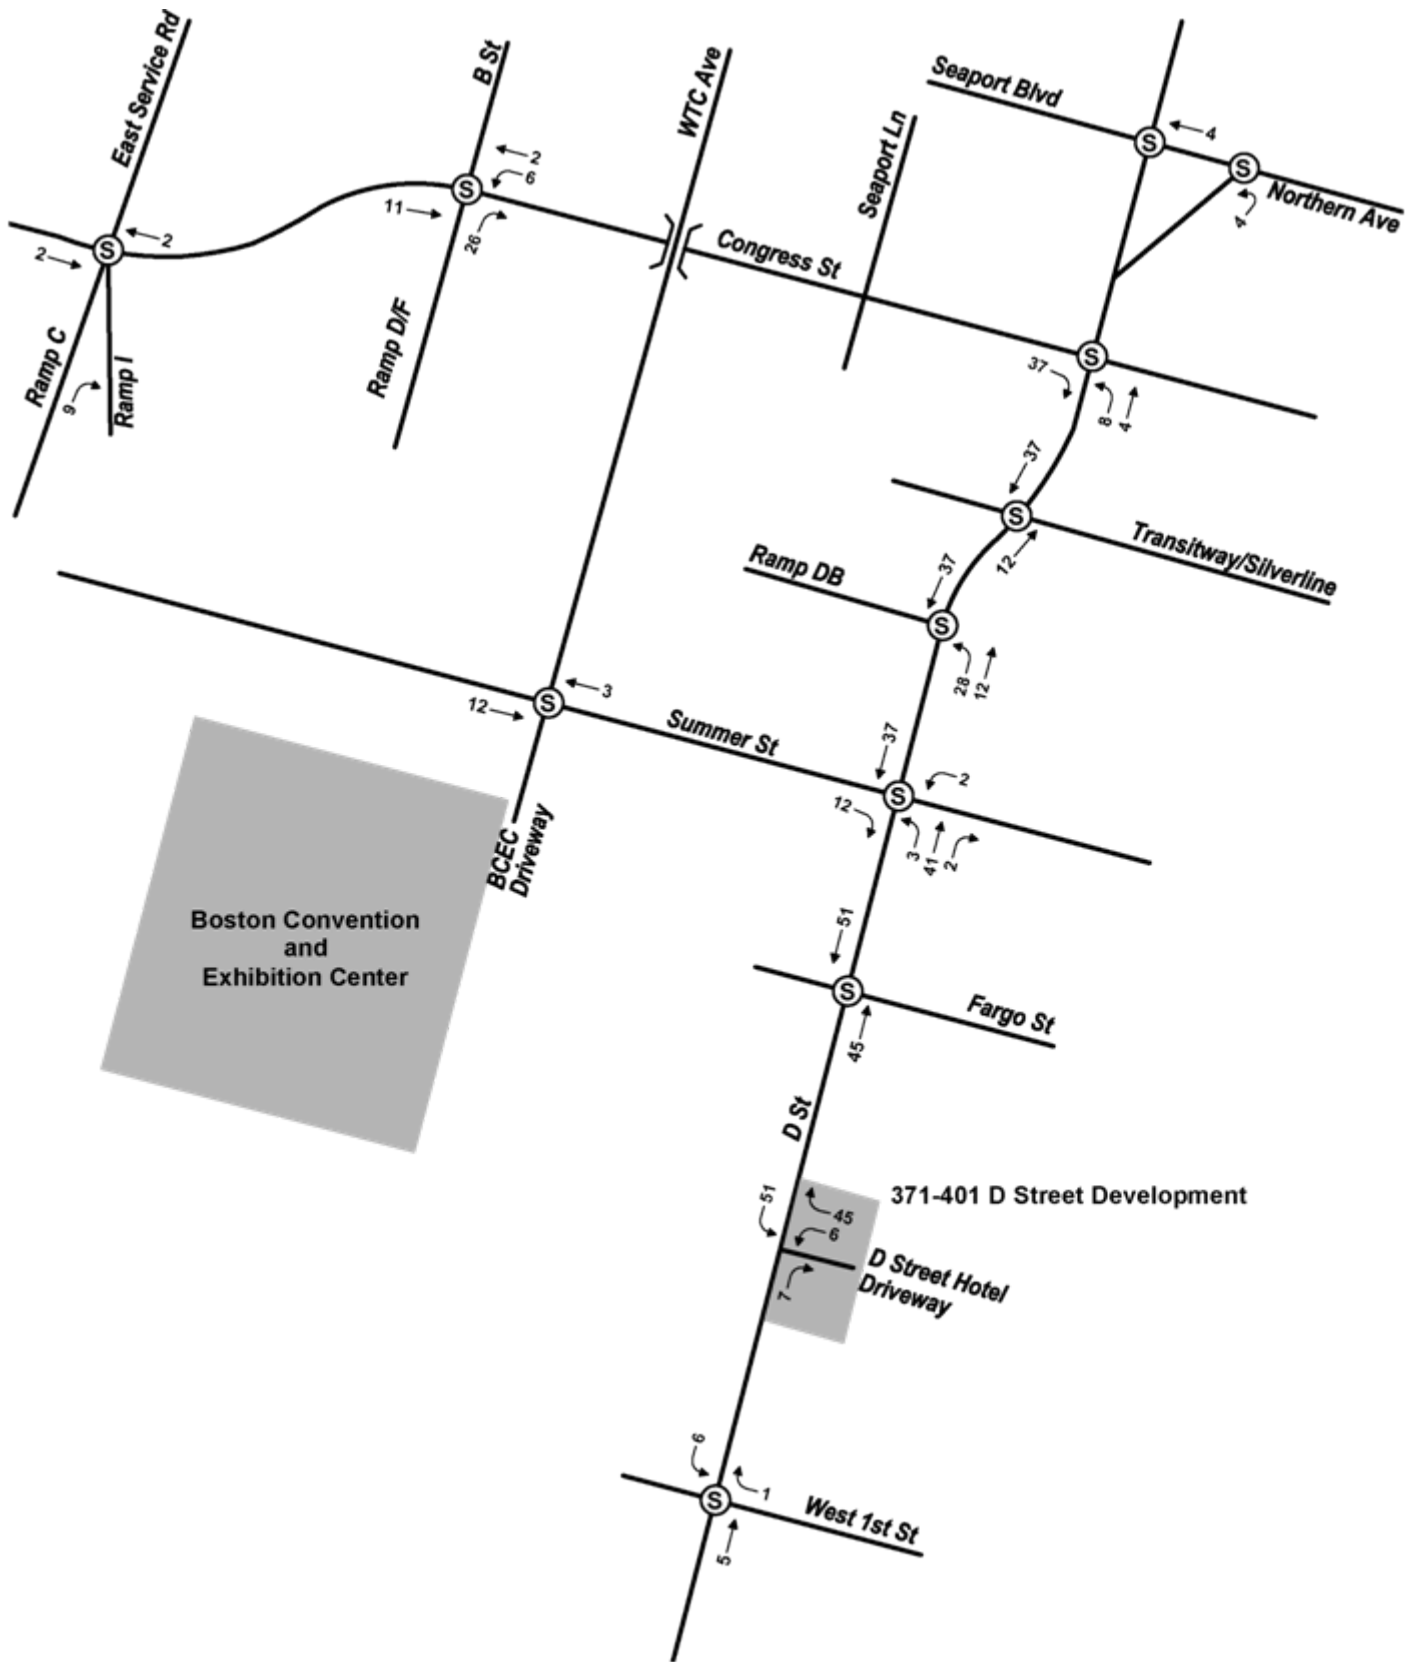 East Service Rd
B St
WTC Ave
Seaport Blvd
Seaport Ln
4
S
S
Northern Ave
4
2
6
S
11
26
2
S
2
Congress St
Ramp C
9
Ramp I
Ramp D/F
S
37
8
4
37
S
12
Transitway/Silverline
Ramp DB
37
S
28
12
3
12
S
Summer St
37
2
S
12
3
41
2
BCEC
Driveway
Boston Convention
and
Exhibition Center
51
S
Fargo St
45
D St
371-401 D Street Development
51
45
6
7
D Street Hotel
Driveway
6
S
1
West 1st St
5